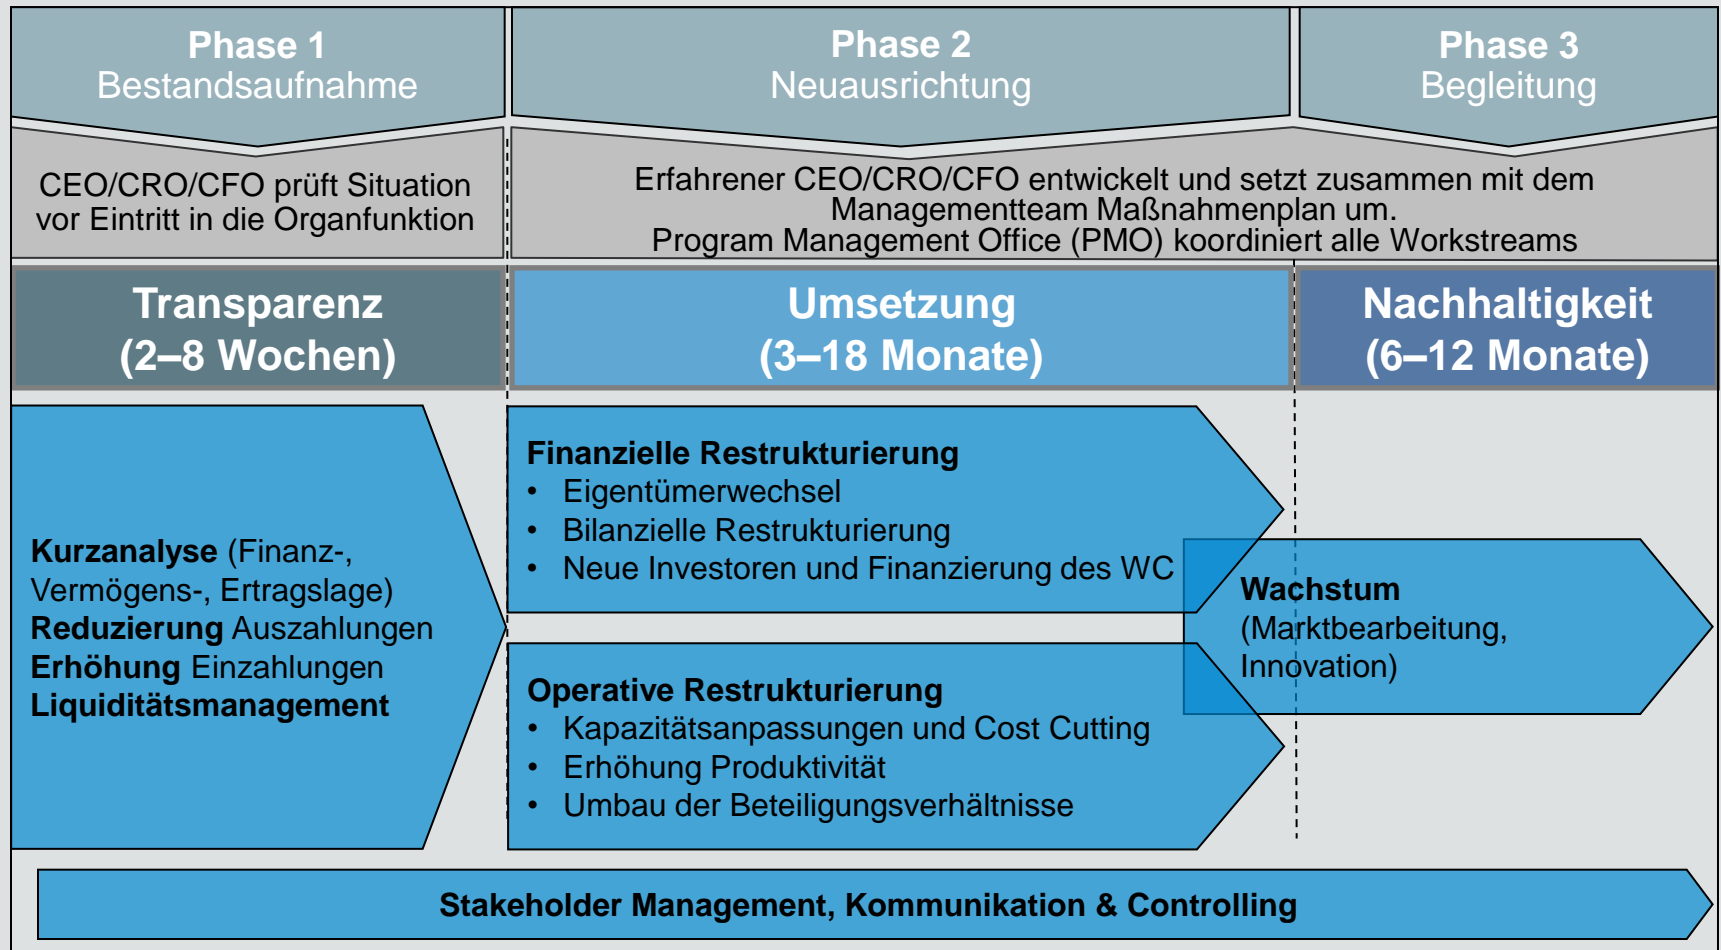 Phase 1
Bestandsaufnahme
Phase 2
Neuausrichtung
Phase 3
Begleitung
CEO/CRO/CFO prüft Situation
vor Eintritt in die Organfunktion
Erfahrener CEO/CRO/CFO entwickelt und setzt zusammen mit dem
Managementteam Maßnahmenplan um.
Program Management Office (PMO) koordiniert alle Workstreams
Transparenz
(2–8 Wochen)
Umsetzung
(3–18 Monate)
Nachhaltigkeit
(6–12 Monate)
Kurzanalyse (Finanz-,
Vermögens-, Ertragslage)
Reduzierung Auszahlungen
Erhöhung Einzahlungen
Liquiditätsmanagement
Finanzielle Restrukturierung
• Eigentümerwechsel
• Bilanzielle Restrukturierung
• Neue Investoren und Finanzierung des WC
Operative Restrukturierung
• Kapazitätsanpassungen und Cost Cutting
• Erhöhung Produktivität
• Umbau der Beteiligungsverhältnisse
Wachstum
(Marktbearbeitung,
Innovation)
Stakeholder Management, Kommunikation & Controlling